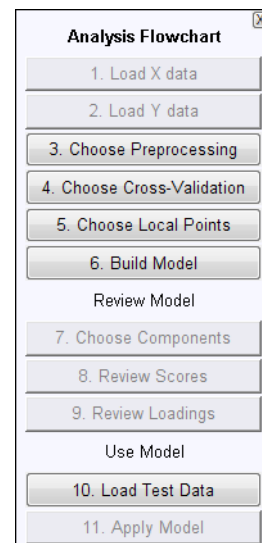 Analysis Flowchart
1. Load X data
2. Load Y data
3. Choose Preprocessing
4. Choose Cross-Validation
5. Choose Local Points
6. Build Model
Review Model
7. Choose Components
8. Review Scores
9. Review Loadings
Use Model
10. Load Test Data
11. Apply Model